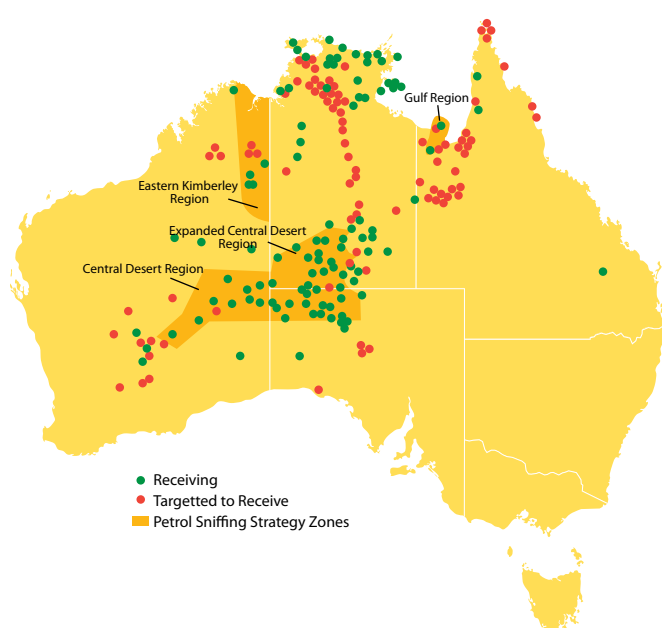 Gulf Region
Eastern Kimberley
Region
Expanded Central Desert
Region
Central Desert Region
Receiving
Targetted to Receive
Petrol Sniffing Strategy Zones